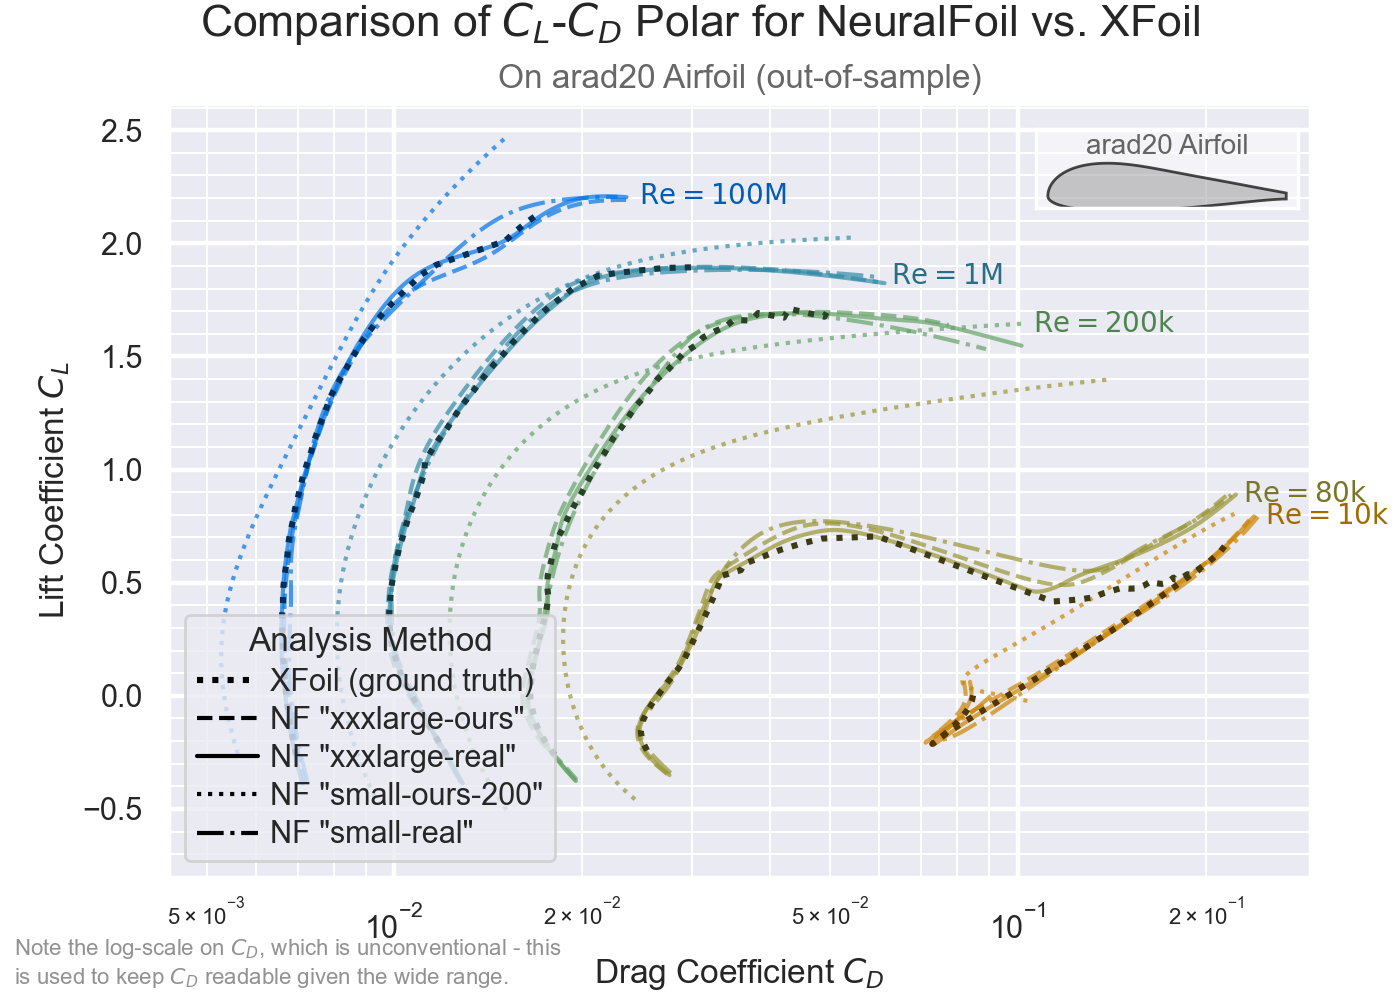 Comparison of C_L-C_D Polar for NeuralFoil vs. XFoil
On arad20 Airfoil (out-of-sample)
2.5
2.0
1.5
1.0
0.5
0.0
−0.5
Lift Coefficient C_L
arad20 Airfoil
Re = 100M
Re = 1M
Re = 200k
Re = 80k
Re = 10k
Analysis Method
XFoil (ground truth)
NF "xxxlarge-ours"
NF "xxxlarge-real"
NF "small-ours-200"
NF "small-real"
5 × 10⁻³
10⁻²
2 × 10⁻²
5 × 10⁻²
10⁻¹
2 × 10⁻¹
Drag Coefficient C_D
Note the log-scale on C_D, which is unconventional - this
is used to keep C_D readable given the wide range.